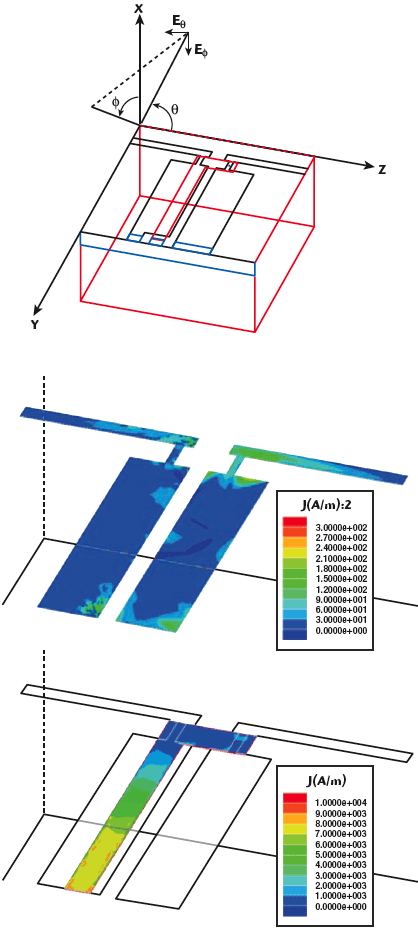 X
Eθ
Eϕ
ϕ
θ
Z
Y
J(A/m):2
3.0000e+002
2.7000e+002
2.4000e+002
2.1000e+002
1.8000e+002
1.5000e+002
1.2000e+002
9.0000e+001
6.0000e+001
3.0000e+001
0.0000e+000
J(A/m)
1.0000e+004
9.0000e+003
8.0000e+003
7.0000e+003
6.0000e+003
5.0000e+003
4.0000e+003
3.0000e+003
2.0000e+003
1.0000e+003
0.0000e+000